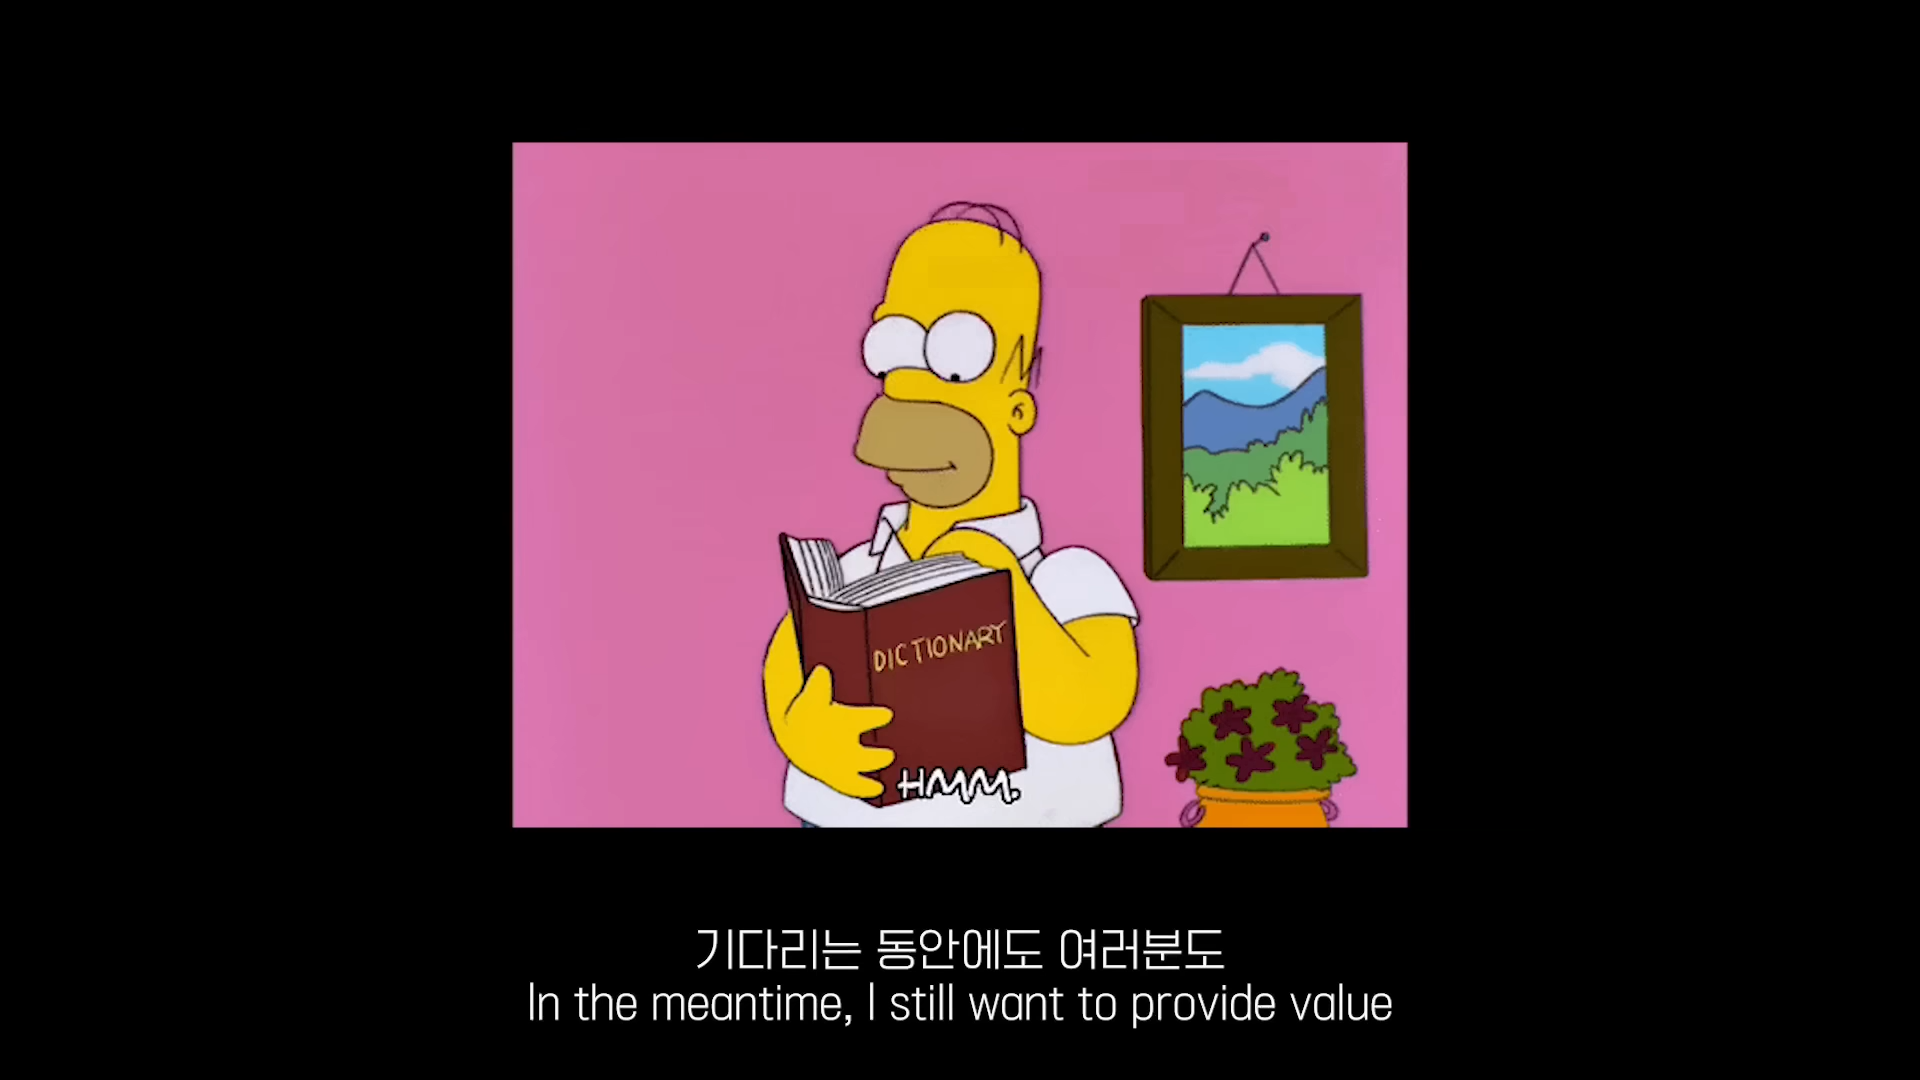 DICTIONARY
HMM.
기다리는 동안에도 여러분도
In the meantime, I still want to provide value